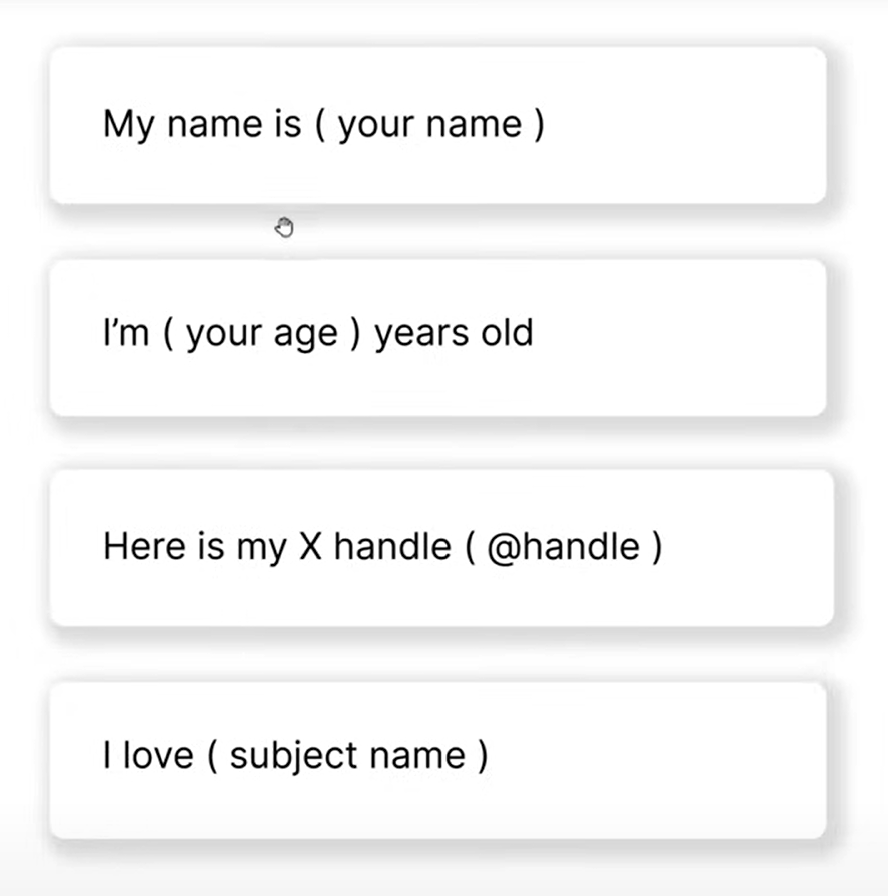 My name is ( your name )
I’m ( your age ) years old
Here is my X handle ( @handle )
I love ( subject name )